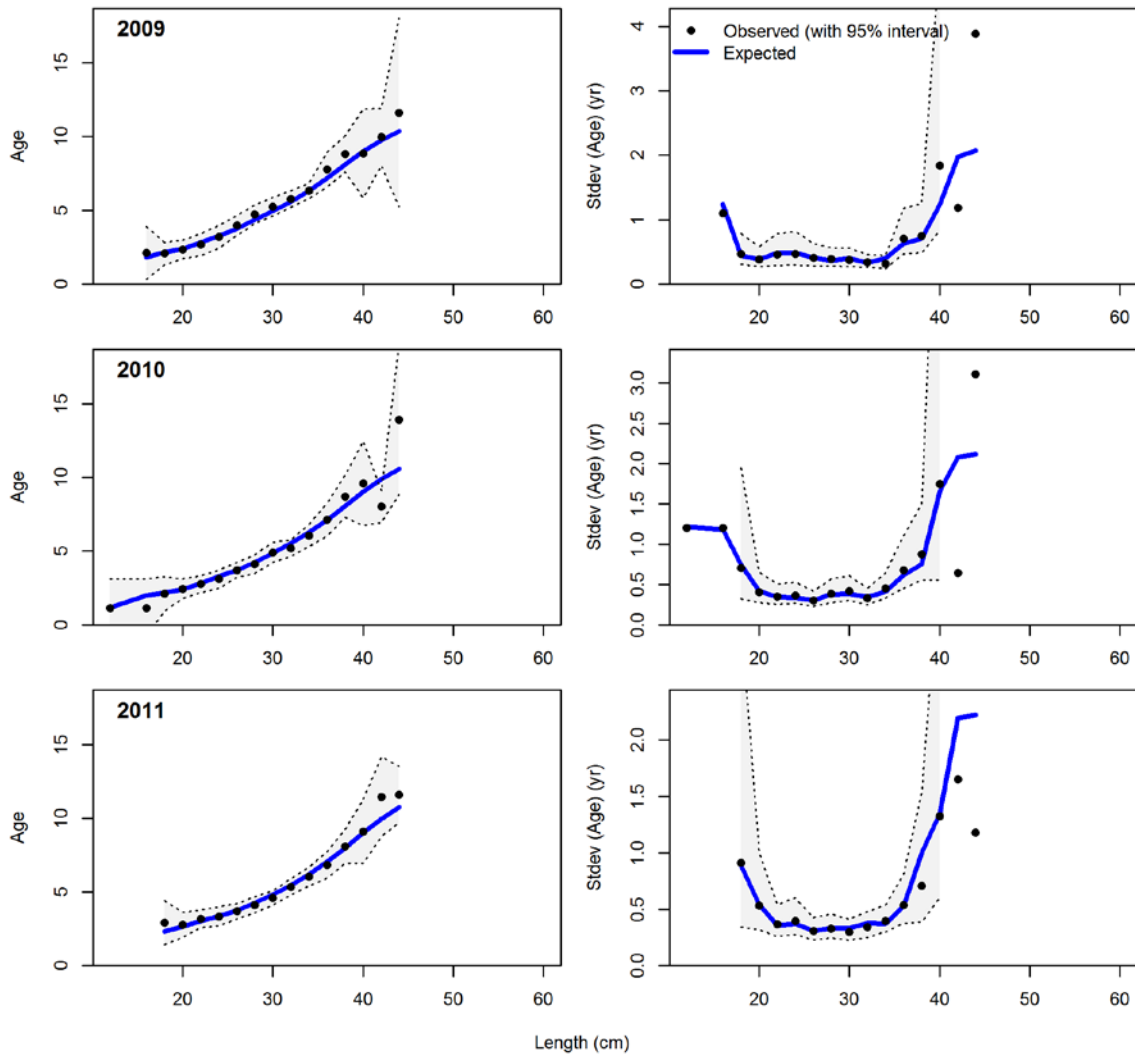 2009
Age
0 5 10 15
20 30 40 50 60
Observed (with 95% interval)
Expected
Stdev (Age) (yr)
0 1 2 3 4
20 30 40 50 60
2010
Age
0 5 10 15
20 30 40 50 60
Stdev (Age) (yr)
0.0 0.5 1.0 1.5 2.0 2.5 3.0
20 30 40 50 60
2011
Age
0 5 10 15
20 30 40 50 60
Stdev (Age) (yr)
0.0 0.5 1.0 1.5 2.0
20 30 40 50 60
Length (cm)